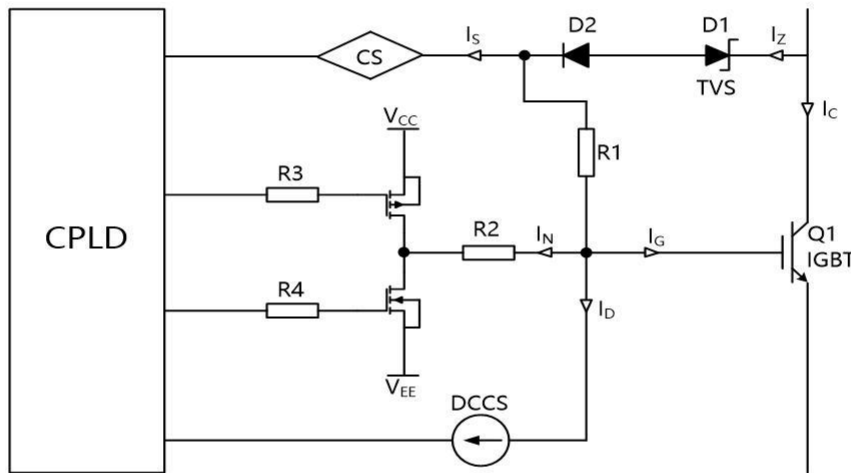 I_S
D2
D1
I_Z
CS
TVS
V_CC
I_C
R1
R3
CPLD
R2
I_N
I_G
Q1
IGBT
R4
I_D
V_EE
DCCS